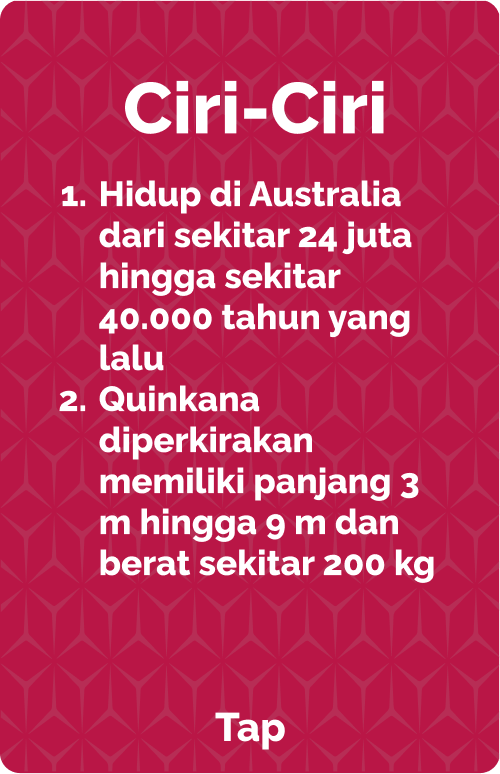 Ciri-Ciri
1. Hidup di Australia
dari sekitar 24 juta
hingga sekitar
40.000 tahun yang
lalu
2. Quinkana
diperkirakan
memiliki panjang 3
m hingga 9 m dan
berat sekitar 200 kg
Tap